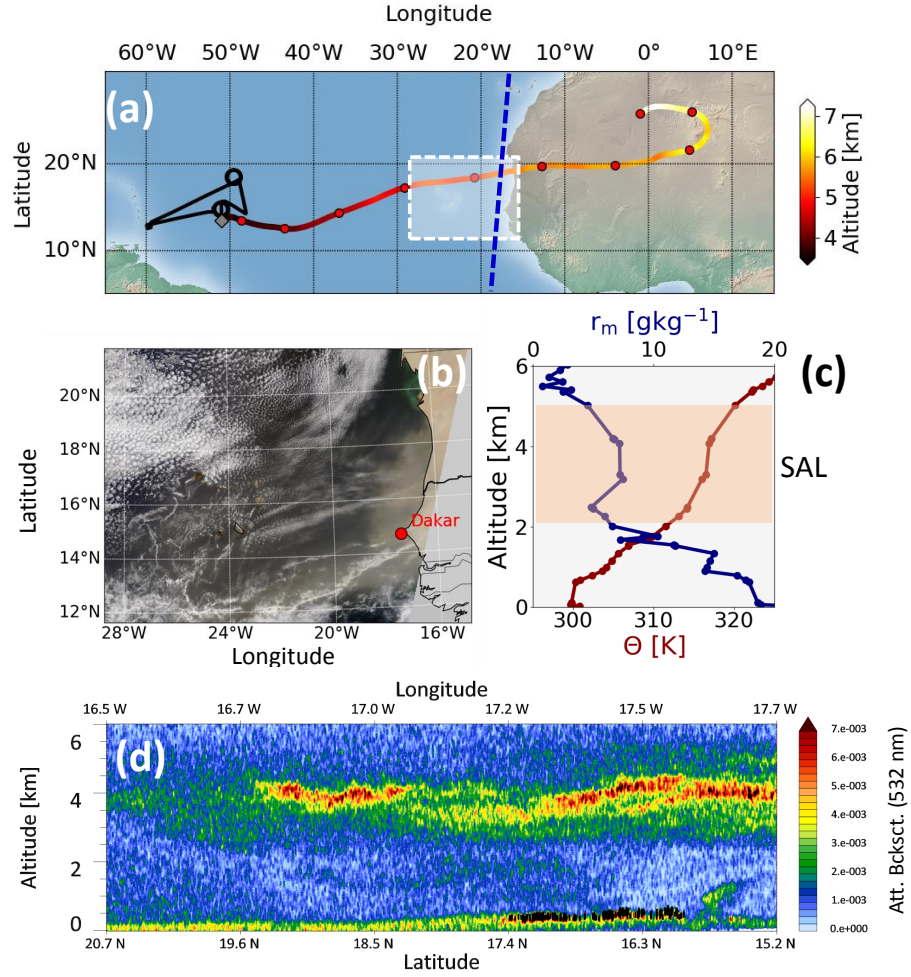 Longitude
60°W 50°W 40°W 30°W 20°W 10°W 0° 10°E
(a)
Latitude
20°N
10°N
7
6
5
4
Altitude [km]
(b)
Latitude
20°N
18°N
16°N
14°N
12°N
Dakar
28°W 24°W 20°W 16°W
Longitude
r_m [gkg⁻¹]
0 10 20
(c)
Altitude [km]
6
4
2
0
SAL
300 320
Θ [K]
Longitude
16.5 W 16.7 W 17.0 W 17.2 W 17.5 W 17.7 W
(d)
Altitude [km]
6
4
2
0
20.7 N 19.6 N 18.5 N 17.4 N 16.3 N 15.2 N
Latitude
7.e-003
6.e-003
5.e-003
4.e-003
3.e-003
2.e-003
1.e-003
0.e+000
Att. Bcksct. (532 nm)